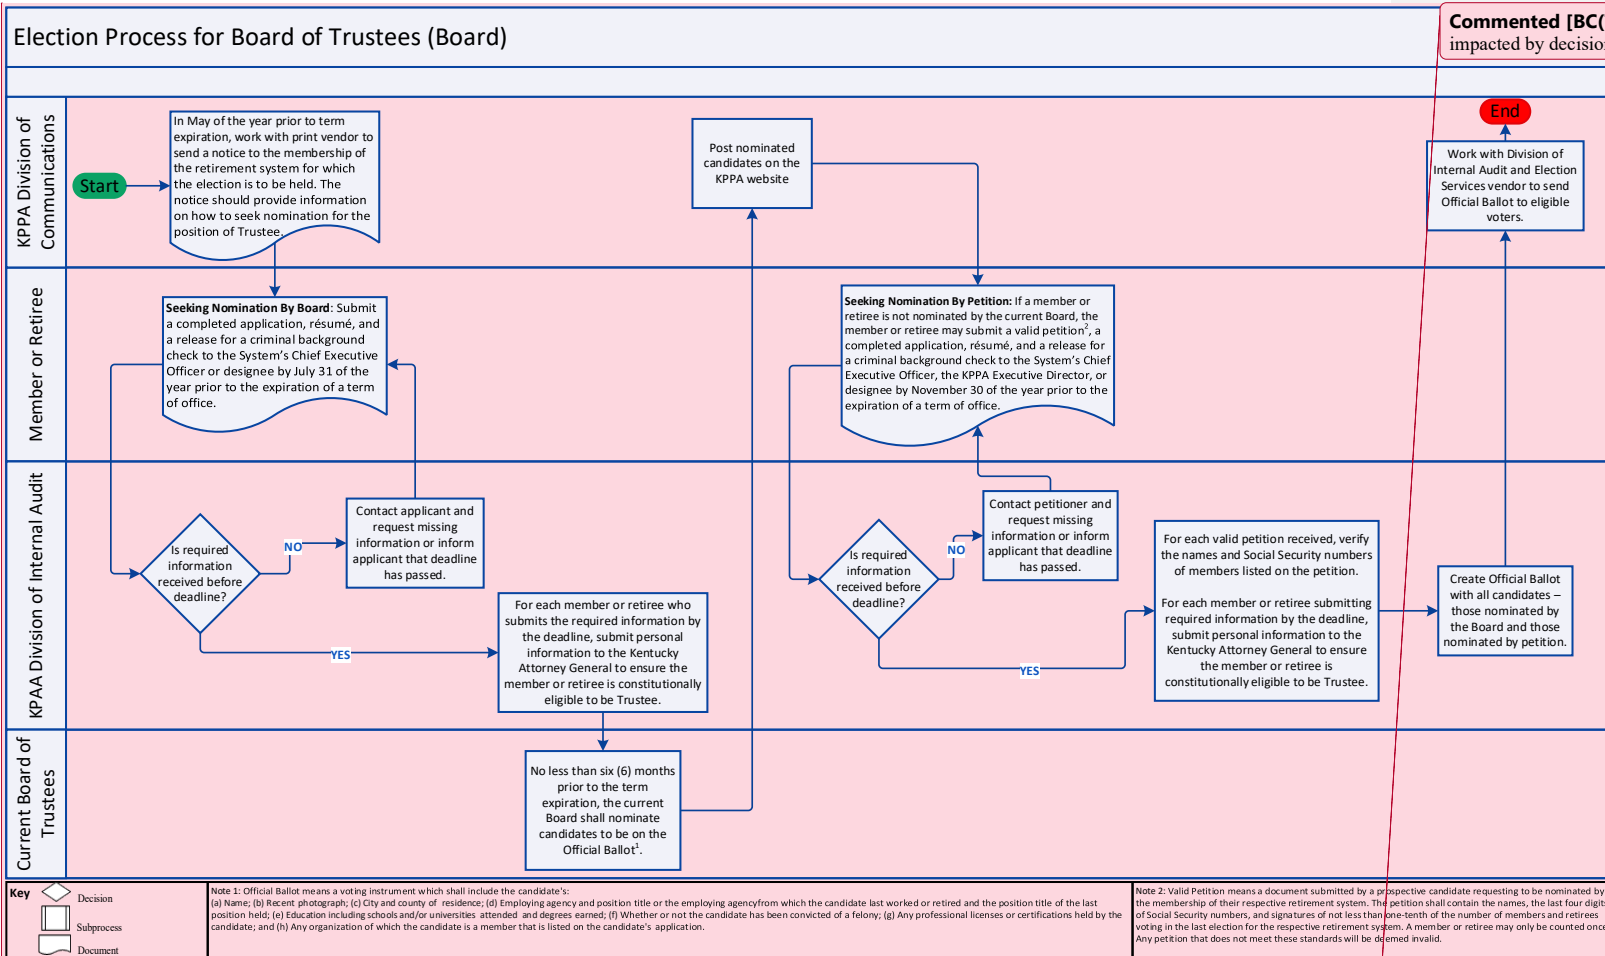 Election Process for Board of Trustees (Board)
Commented [BC(
impacted by decisio
KPPA Division of
Communications
Start
In May of the year prior to term
expiration, work with print vendor to
send a notice to the membership of
the retirement system for which
the election is to be held. The
notice should provide information
on how to seek nomination for the
position of Trustee.
Post nominated
candidates on the
KPPA website
End
Work with Division of
Internal Audit and Election
Services vendor to send
Official Ballot to eligible
voters.
Member or Retiree
Seeking Nomination By Board: Submit
a completed application, résumé, and
a release for a criminal background
check to the System's Chief Executive
Officer or designee by July 31 of the
year prior to the expiration of a term
of office.
Seeking Nomination By Petition: If a member or
retiree is not nominated by the current Board, the
member or retiree may submit a valid petition2, a
completed application, résumé, and a release for
a criminal background check to the System's Chief
Executive Officer, the KPPA Executive Director, or
designee by November 30 of the year prior to the
expiration of a term of office.
KPAA Division of Internal Audit
Is required
information
received before
deadline?
NO
YES
Contact applicant and
request missing
information or inform
applicant that deadline
has passed.
For each member or retiree who
submits the required information by
the deadline, submit personal
information to the Kentucky
Attorney General to ensure the
member or retiree is constitutionally
eligible to be Trustee.
Is required
information
received before
deadline?
NO
YES
Contact petitioner and
request missing
information or inform
applicant that deadline
has passed.
For each valid petition received, verify
the names and Social Security numbers
of members listed on the petition.
For each member or retiree submitting
required information by the deadline,
submit personal information to the
Kentucky Attorney General to ensure
the member or retiree is
constitutionally eligible to be Trustee.
Create Official Ballot
with all candidates –
those nominated by
the Board and those
nominated by petition.
Current Board of
Trustees
No less than six (6) months
prior to the term
expiration, the current
Board shall nominate
candidates to be on the
Official Ballot1.
Key
Decision
Subprocess
Document
Note 1: Official Ballot means a voting instrument which shall include the candidate's:
(a) Name; (b) Recent photograph; (c) City and county of residence; (d) Employing agency and position title or the employing agencyfrom which the candidate last worked or retired and the position title of the last
position held; (e) Education including schools and/or universities attended and degrees earned; (f) Whether or not the candidate has been convicted of a felony; (g) Any professional licenses or certifications held by the
candidate; and (h) Any organization of which the candidate is a member that is listed on the candidate's application.
Note 2: Valid Petition means a document submitted by a prospective candidate requesting to be nominated by
the membership of their respective retirement system. The petition shall contain the names, the last four digits
of Social Security numbers, and signatures of not less than one-tenth of the number of members and retirees
voting in the last election for the respective retirement system. A member or retiree may only be counted once
Any petition that does not meet these standards will be deemed invalid.